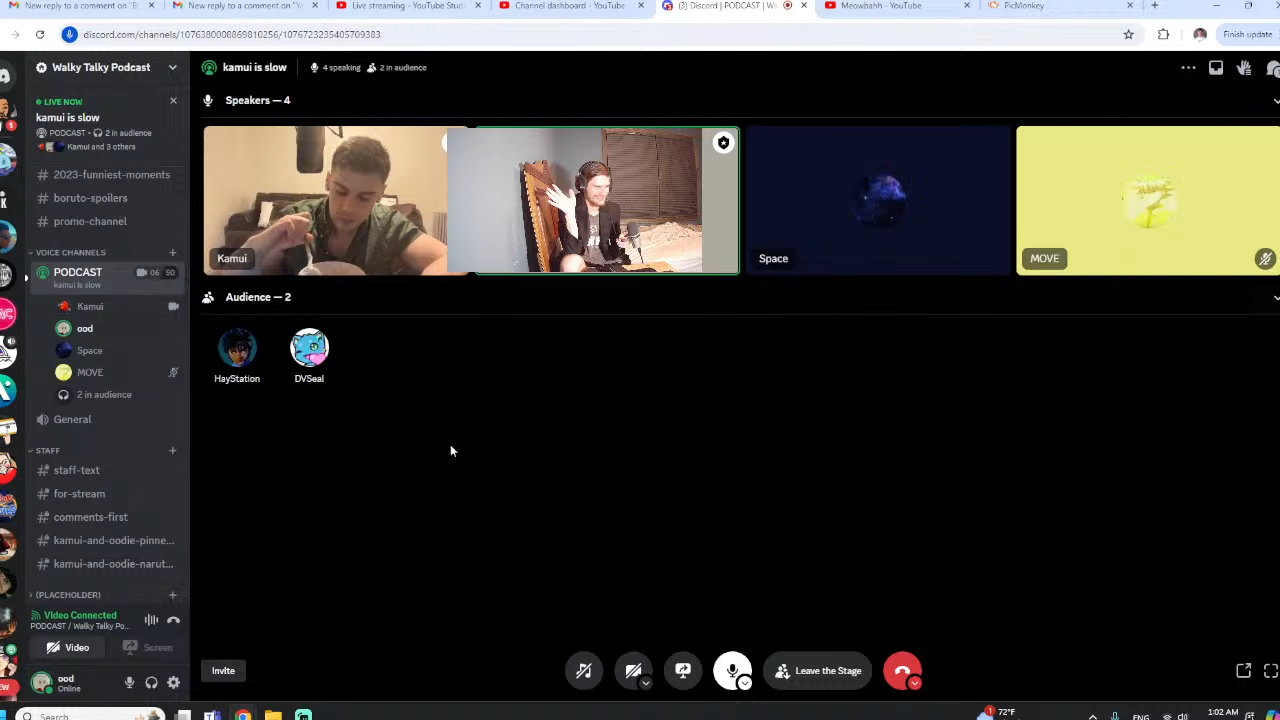 New reply to a comment on "E
New reply to a comment on "Y
Live streaming - YouTube Stud
Channel dashboard - YouTube
(3) Discord | PODCAST | Wa
Meowbahh - YouTube
PicMonkey
discord.com/channels/1076380008869810256/1076723235405709383
Finish update
Walky Talky Podcast
LIVE NOW
kamui is slow
PODCAST • 2 in audience
Kamui and 3 others
# 2023-funniest-moments
# boruto-spoilers
# promo-channel
VOICE CHANNELS
PODCAST
06 50
kamui is slow
Kamui
ood
Space
MOVE
2 in audience
General
STAFF
# staff-text
# for-stream
# comments-first
# kamui-and-oodie-pinne...
# kamui-and-oodie-narut...
(PLACEHOLDER)
Video Connected
PODCAST / Walky Talky Po...
Video
Screen
ood
Online
kamui is slow
4 speaking
2 in audience
Speakers — 4
Kamui
Space
MOVE
Audience — 2
HayStation
DVSeal
Invite
Leave the Stage
Search
1
72°F
ENG
1:02 AM